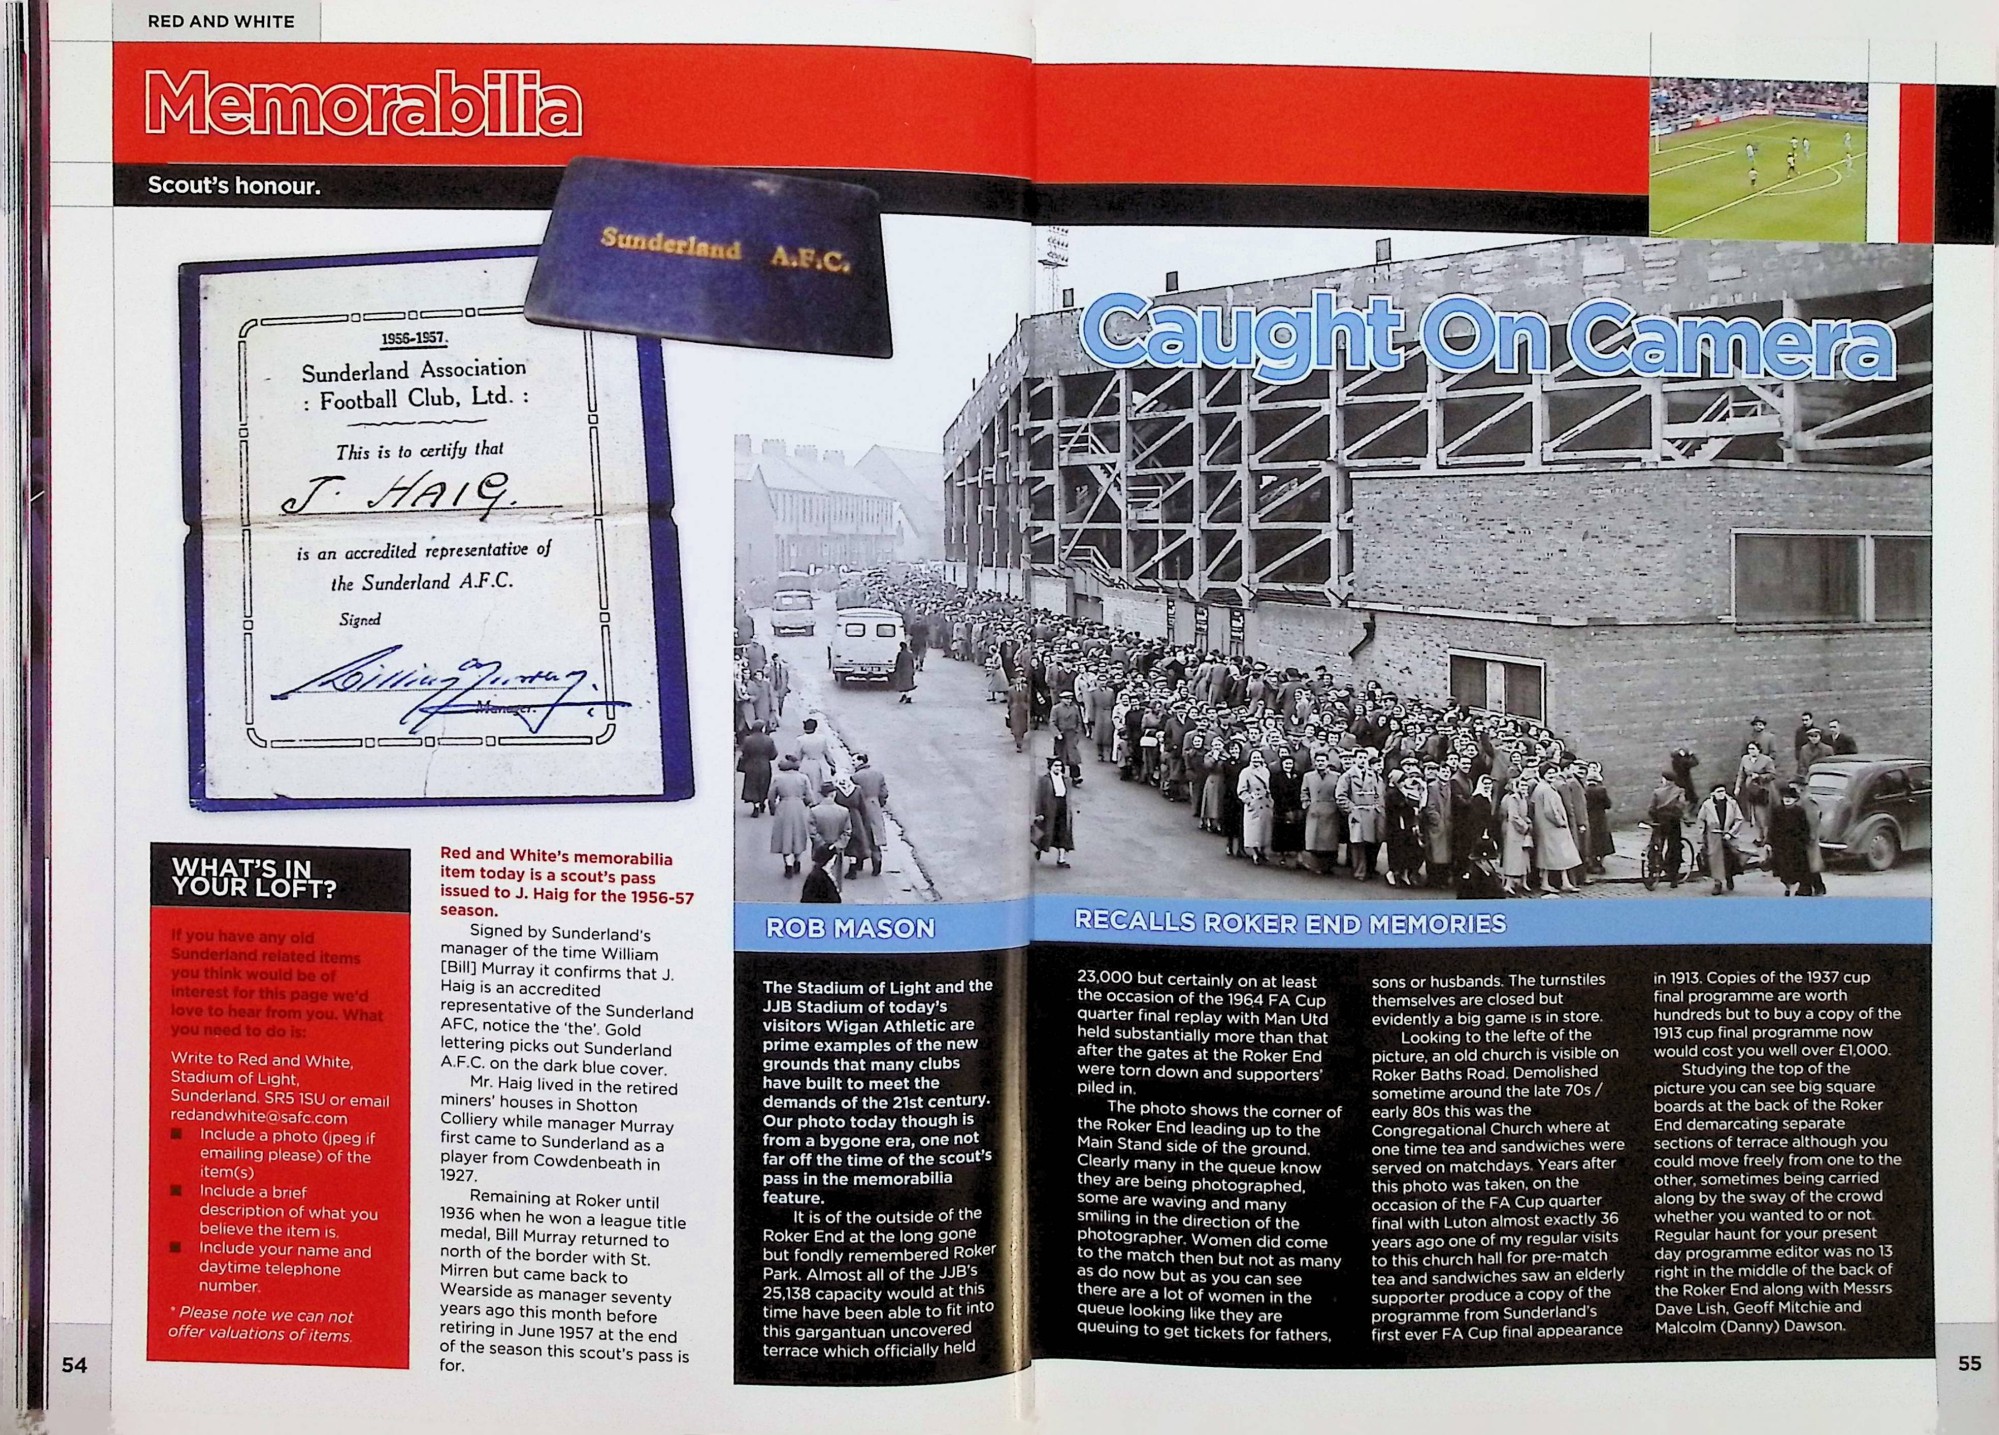 RED AND WHITE
Memorabilia
Scout's honour.
Sunderland A.F.C.
1956-1957.
Sunderland Association
: Football Club, Ltd. :
This is to certify that
J. HAIG.
is an accredited representative of
the Sunderland A.F.C.
Signed
William Murray.
Manager.
WHAT'S IN
YOUR LOFT?
If you have any old
Sunderland related items
you think would be of
interest for this page we'd
love to hear from you. What
you need to do is:
Write to Red and White,
Stadium of Light,
Sunderland. SR5 1SU or email
redandwhite@safc.com
Include a photo (jpeg if
emailing please) of the
item(s)
Include a brief
description of what you
believe the item is.
Include your name and
daytime telephone
number.
* Please note we can not
offer valuations of items.
54
Red and White's memorabilia
item today is a scout's pass
issued to J. Haig for the 1956-57
season.
Signed by Sunderland's
manager of the time William
[Bill] Murray it confirms that J.
Haig is an accredited
representative of the Sunderland
AFC, notice the 'the'. Gold
lettering picks out Sunderland
A.F.C. on the dark blue cover.
Mr. Haig lived in the retired
miners' houses in Shotton
Colliery while manager Murray
first came to Sunderland as a
player from Cowdenbeath in
1927.
Remaining at Roker until
1936 when he won a league title
medal, Bill Murray returned to
north of the border with St.
Mirren but came back to
Wearside as manager seventy
years ago this month before
retiring in June 1957 at the end
of the season this scout's pass is
for.
Caught On Camera
ROB MASON RECALLS ROKER END MEMORIES
The Stadium of Light and the
JJB Stadium of today's
visitors Wigan Athletic are
prime examples of the new
grounds that many clubs
have built to meet the
demands of the 21st century.
Our photo today though is
from a bygone era, one not
far off the time of the scout's
pass in the memorabilia
feature.
It is of the outside of the
Roker End at the long gone
but fondly remembered Roker
Park. Almost all of the JJB's
25,138 capacity would at this
time have been able to fit into
this gargantuan uncovered
terrace which officially held
23,000 but certainly on at least
the occasion of the 1964 FA Cup
quarter final replay with Man Utd
held substantially more than that
after the gates at the Roker End
were torn down and supporters'
piled in.
The photo shows the corner of
the Roker End leading up to the
Main Stand side of the ground.
Clearly many in the queue know
they are being photographed,
some are waving and many
smiling in the direction of the
photographer. Women did come
to the match then but not as many
as do now but as you can see
there are a lot of women in the
queue looking like they are
queuing to get tickets for fathers,
sons or husbands. The turnstiles
themselves are closed but
evidently a big game is in store.
Looking to the lefte of the
picture, an old church is visible on
Roker Baths Road. Demolished
sometime around the late 70s /
early 80s this was the
Congregational Church where at
one time tea and sandwiches were
served on matchdays. Years after
this photo was taken, on the
occasion of the FA Cup quarter
final with Luton almost exactly 36
years ago one of my regular visits
to this church hall for pre-match
tea and sandwiches saw an elderly
supporter produce a copy of the
programme from Sunderland's
first ever FA Cup final appearance
in 1913. Copies of the 1937 cup
final programme are worth
hundreds but to buy a copy of the
1913 cup final programme now
would cost you well over £1,000.
Studying the top of the
picture you can see big square
boards at the back of the Roker
End demarcating separate
sections of terrace although you
could move freely from one to the
other, sometimes being carried
along by the sway of the crowd
whether you wanted to or not.
Regular haunt for your present
day programme editor was no 13
right in the middle of the back of
the Roker End along with Messrs
Dave Lish, Geoff Mitchie and
Malcolm (Danny) Dawson.
55